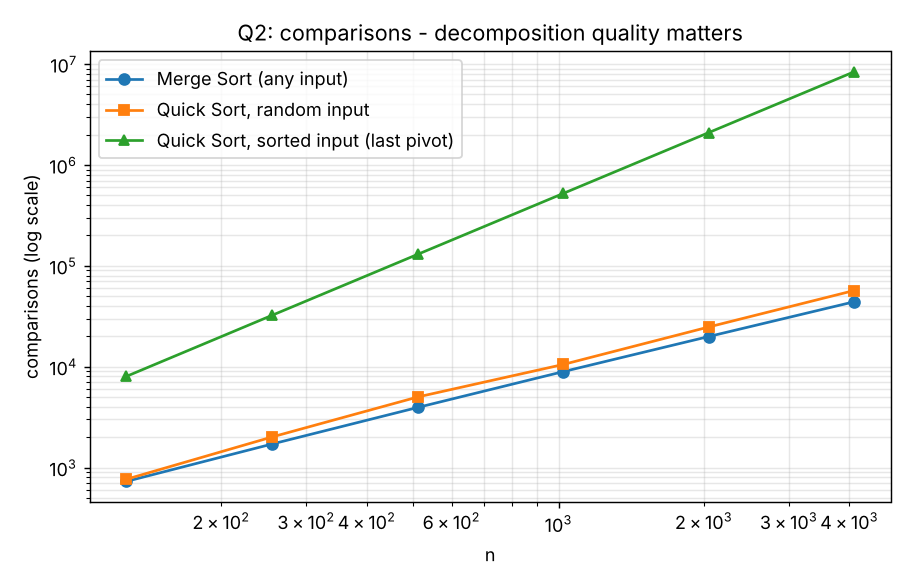 Q2: comparisons - decomposition quality matters
Merge Sort (any input)
Quick Sort, random input
Quick Sort, sorted input (last pivot)
comparisons (log scale)
10⁷
10⁶
10⁵
10⁴
10³
2 × 10² 3 × 10² 4 × 10² 6 × 10² 10³ 2 × 10³ 3 × 10³ 4 × 10³
n